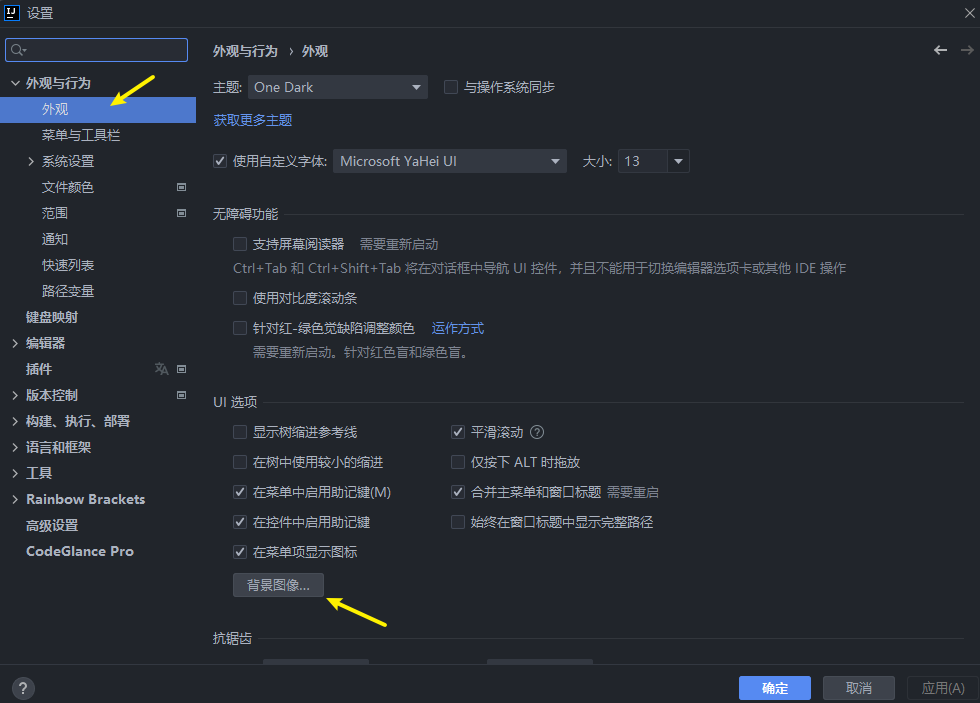 IJ 设置
外观与行为
外观
菜单与工具栏
系统设置
文件颜色
范围
通知
快速列表
路径变量
键盘映射
编辑器
插件
版本控制
构建、执行、部署
语言和框架
工具
Rainbow Brackets
高级设置
CodeGlance Pro
外观与行为 › 外观
主题: One Dark 与操作系统同步
获取更多主题
使用自定义字体: Microsoft YaHei UI 大小: 13
无障碍功能
支持屏幕阅读器 需要重新启动
Ctrl+Tab 和 Ctrl+Shift+Tab 将在对话框中导航 UI 控件，并且不能用于切换编辑器选项卡或其他 IDE 操作
使用对比度滚动条
针对红-绿色觉缺陷调整颜色 运作方式
需要重新启动。针对红色盲和绿色盲。
UI 选项
显示树缩进参考线 平滑滚动 ?
在树中使用较小的缩进 仅按下 ALT 时拖放
在菜单中启用助记键(M) 合并主菜单和窗口标题 需要重启
在控件中启用助记键 始终在窗口标题中显示完整路径
在菜单项显示图标
背景图像...
抗锯齿
? 确定 取消 应用(A)